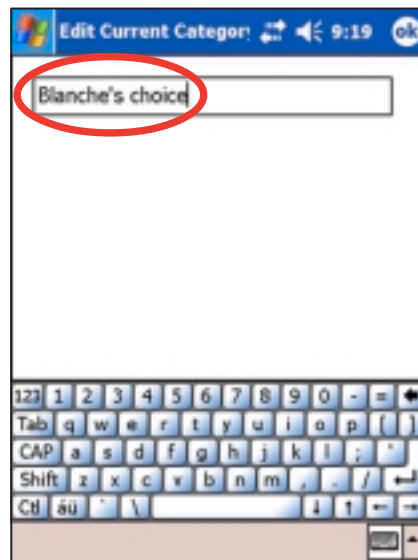 Edit Current Categor 9:19 ok
Blanche's choice
123 1 2 3 4 5 6 7 8 9 0 - =
Tab q w e r t y u i o p [ ]
CAP a s d f g h j k l ; '
Shift z x c v b n m , . /
Ctl áü ` \